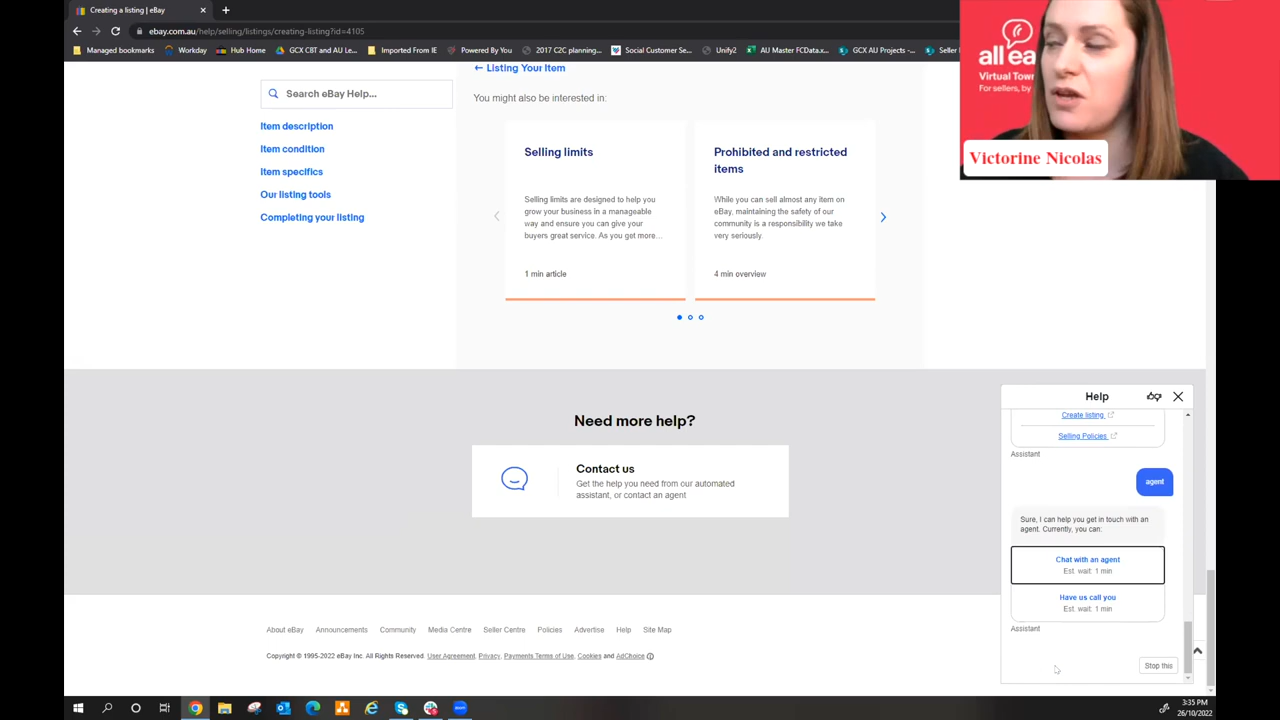 Creating a listing | eBay
ebay.com.au/help/selling/listings/creating-listing?id=4105
Managed bookmarks
Workday
GCX CBT and AU Le...
Imported From IE
Powered By You
2017 C2C planning...
Social Customer Se...
Unify2
AU Master FCData.x...
GCX AU Projects -...
Seller
← Listing Your Item
Search eBay Help...
You might also be interested in:
Item description
Item condition
Item specifics
Our listing tools
Completing your listing
Selling limits
Selling limits are designed to help you
grow your business in a manageable
way and ensure you can give your
buyers great service. As you get more...
1 min article
Prohibited and restricted
items
While you can sell almost any item on
eBay, maintaining the safety of our
community is a responsibility we take
very seriously.
4 min overview
all ea
Virtual Town
For sellers, by
Victorine Nicolas
Need more help?
Contact us
Get the help you need from our automated
assistant, or contact an agent
Help
Create listing
Selling Policies
Assistant
agent
Sure, I can help you get in touch with an
agent. Currently, you can:
Chat with an agent
Est. wait: 1 min
Have us call you
Est. wait: 1 min
Assistant
Stop this
About eBay
Announcements
Community
Media Centre
Seller Centre
Policies
Advertise
Help
Site Map
Copyright © 1995-2022 eBay Inc. All Rights Reserved. User Agreement, Privacy, Payments Terms of Use, Cookies and AdChoice
3:35 PM
26/10/2022